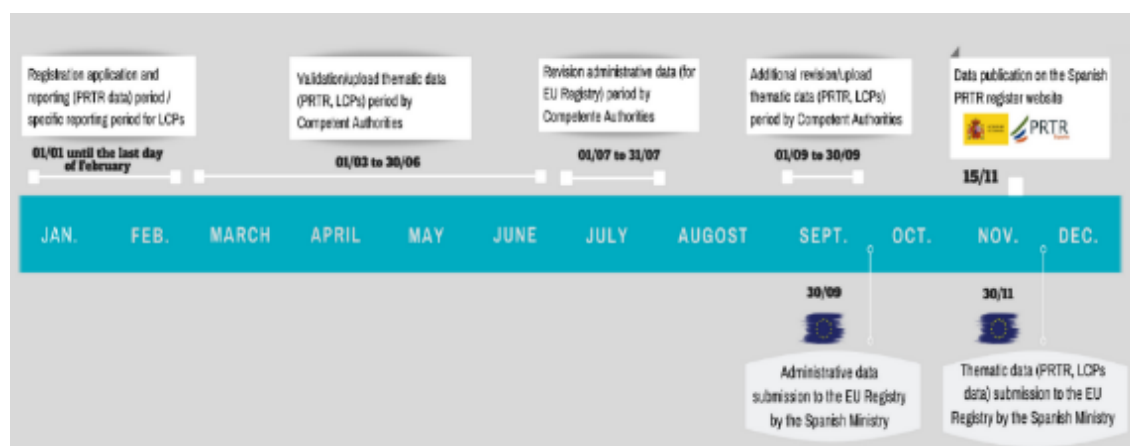 Registration application and
reporting (PRTR data) period /
specific reporting period for LCPs
01/01 until the last day
of February
Validation/upload thematic data
(PRTR, LCPs) period by
Competent Authorities
01/03 to 30/06
Revision administrative data (for
EU Registry) period by
Competente Authorities
01/07 to 31/07
Additional revision/upload
thematic data (PRTR, LCPs)
period by Competent Authorities
01/09 to 30/09
Data publication on the Spanish
PRTR register website
PRTR
15/11
JAN. FEB. MARCH APRIL MAY JUNE JULY AUGOST SEPT. OCT. NOV. DEC.
30/09
Administrative data
submission to the EU Registry
by the Spanish Ministry
30/11
Thematic data (PRTR, LCPs
data) submission to the EU
Registry by the Spanish Ministry